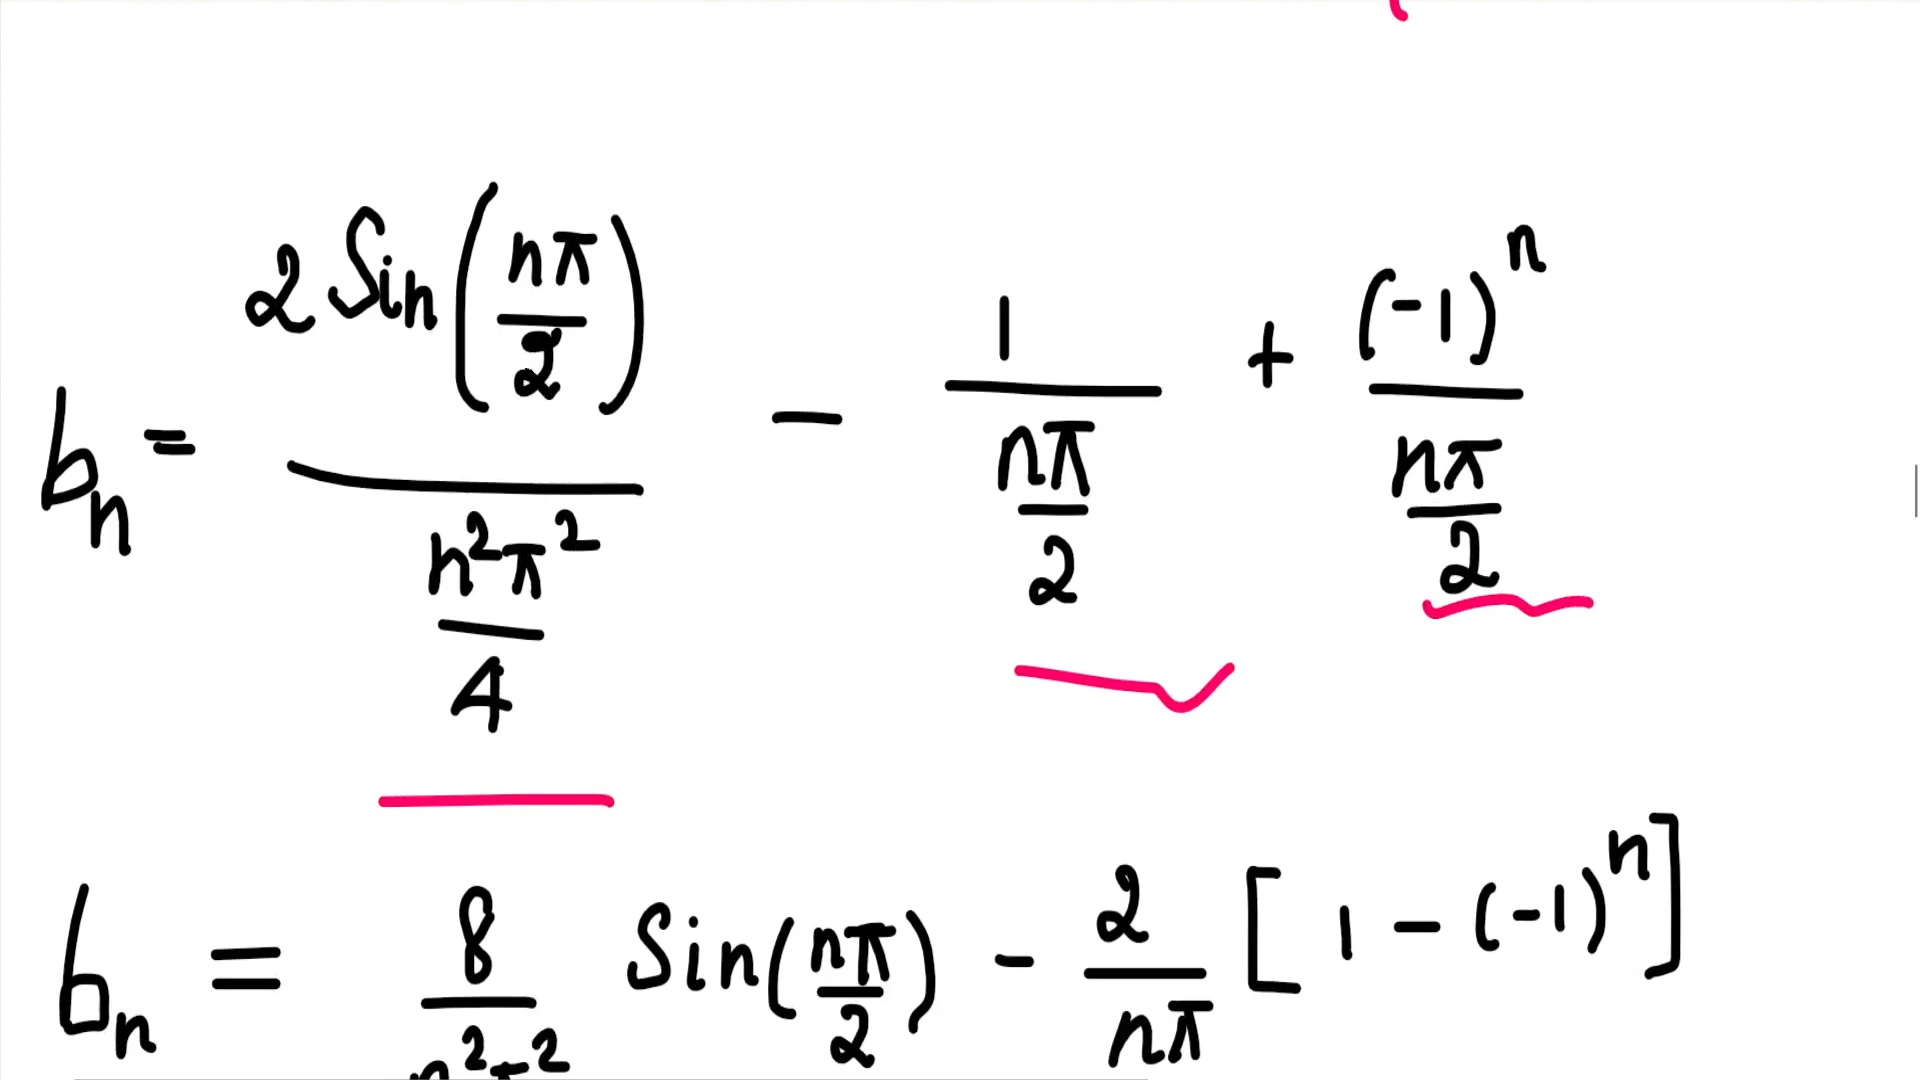 bₙ = 2 Sin(nπ/2) / (n²π²/4) − 1/(nπ/2) + (-1)ⁿ/(nπ/2)
bₙ = 8/(n²π²) Sin(nπ/2) − 2/(nπ) [1 − (-1)ⁿ]